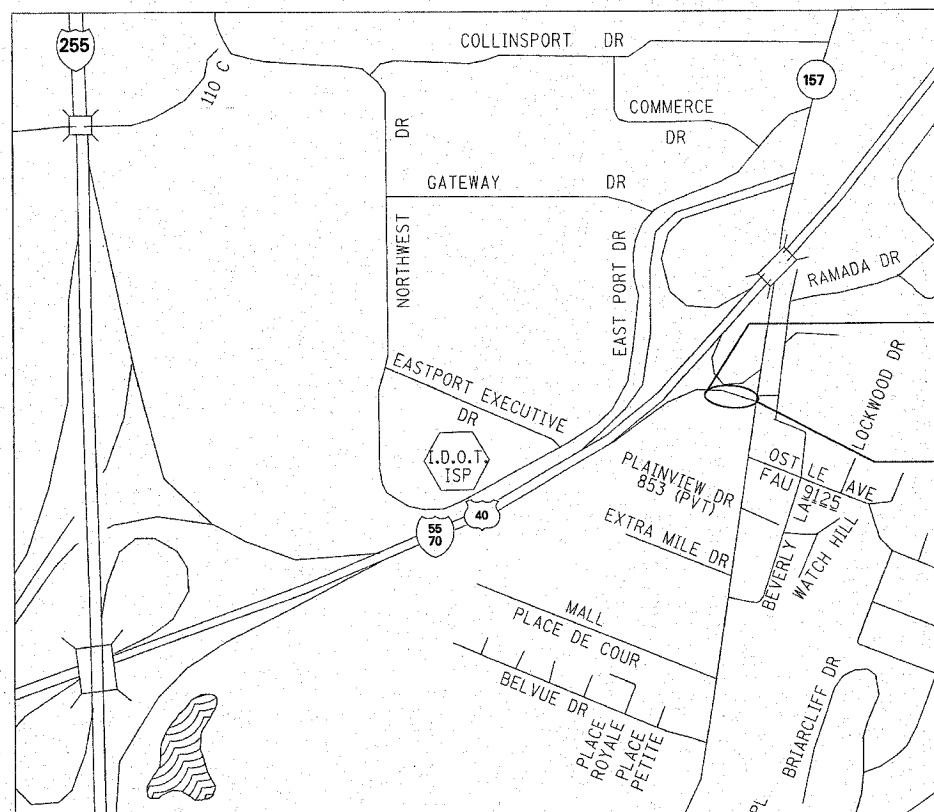 255
COLLINSPORT DR
157
110 C
COMMERCE
DR
DR
GATEWAY DR
NORTHWEST
EAST PORT DR
RAMADA DR
LOCKWOOD DR
EASTPORT EXECUTIVE
DR
I.D.O.T.
ISP
55
70
40
PLAINVIEW DR
853 (PVT)
OST LE AVE
FAU 9125
EXTRA MILE DR
BEVERLY LA
WATCH HILL
MALL
PLACE DE COUR
BELVUE DR
PLACE
ROYALE
PLACE
PETITE
BRIARCLIFF DR
PL